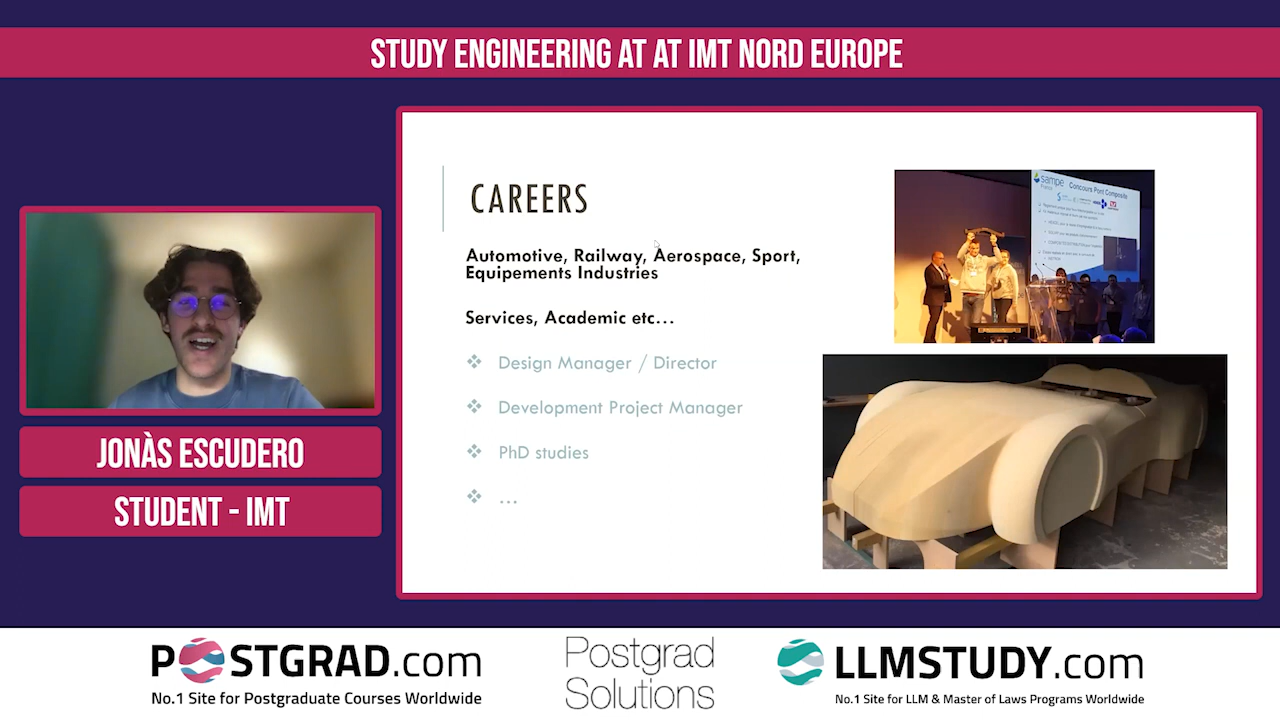 STUDY ENGINEERING AT AT IMT NORD EUROPE
CAREERS
Automotive, Railway, Aerospace, Sport,
Equipements Industries
Services, Academic etc...
Design Manager / Director
Development Project Manager
PhD studies
...
sampe
France
Concours Pont Composite
JONÀS ESCUDERO
STUDENT - IMT
POSTGRAD.com
No.1 Site for Postgraduate Courses Worldwide
Postgrad
Solutions
LLMSTUDY.com
No.1 Site for LLM & Master of Laws Programs Worldwide